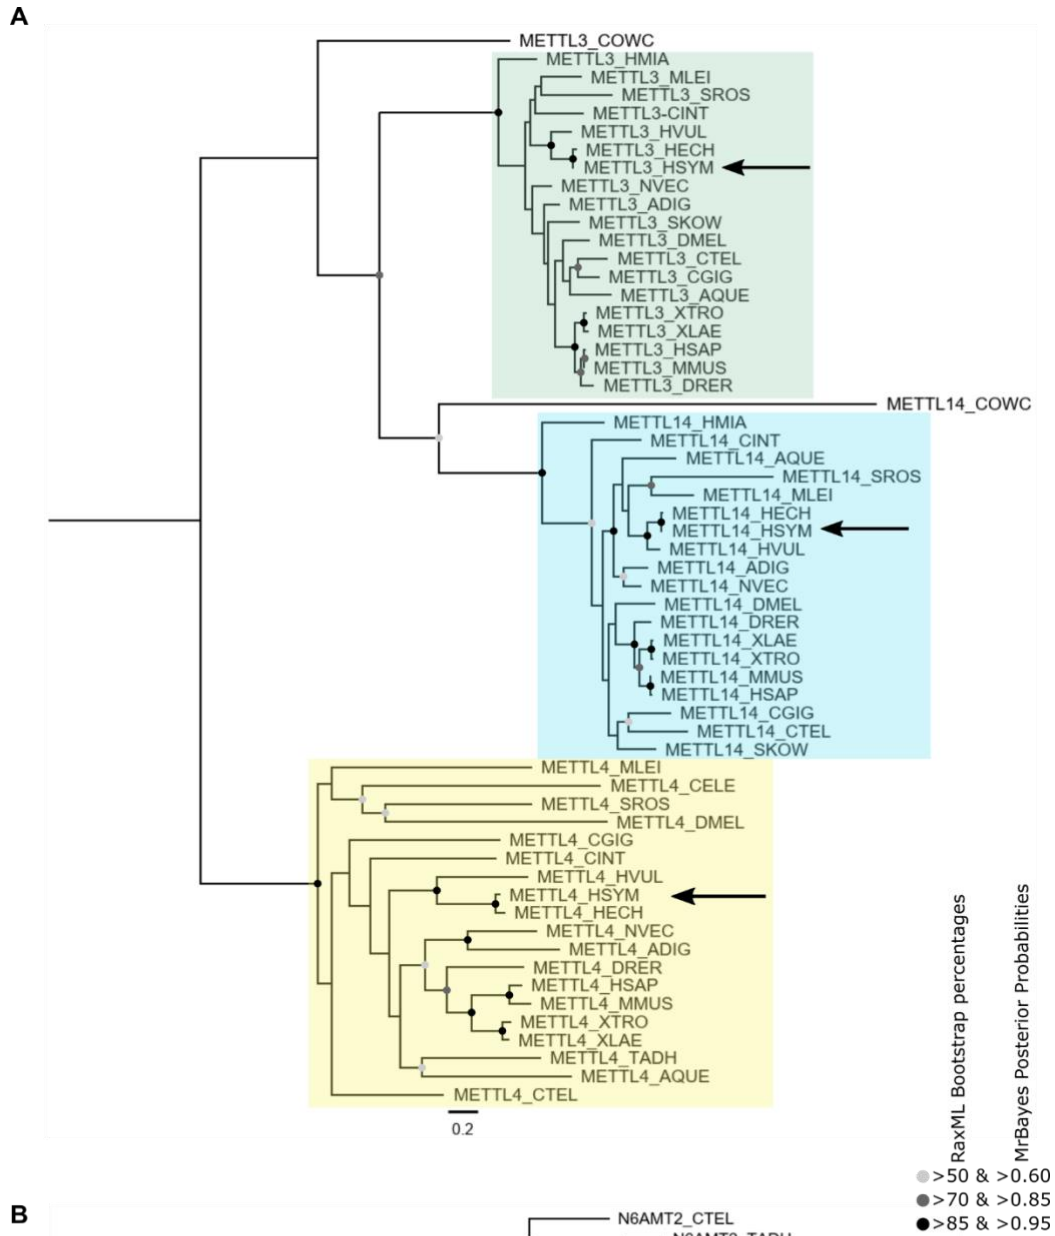 A
METTL3_COWC
METTL3_HMIA
METTL3_MLEI
METTL3_SROS
METTL3-CINT
METTL3_HVUL
METTL3_HECH
METTL3_HSYM
METTL3_NVEC
METTL3_ADIG
METTL3_SKOW
METTL3_DMEL
METTL3_CTEL
METTL3_CGIG
METTL3_AQUE
METTL3_XTRO
METTL3_XLAE
METTL3_HSAP
METTL3_MMUS
METTL3_DRER
METTL14_COWC
METTL14_HMIA
METTL14_CINT
METTL14_AQUE
METTL14_SROS
METTL14_MLEI
METTL14_HECH
METTL14_HSYM
METTL14_HVUL
METTL14_ADIG
METTL14_NVEC
METTL14_DMEL
METTL14_DRER
METTL14_XLAE
METTL14_XTRO
METTL14_MMUS
METTL14_HSAP
METTL14_CGIG
METTL14_CTEL
METTL14_SKOW
METTL4_MLEI
METTL4_CELE
METTL4_SROS
METTL4_DMEL
METTL4_CGIG
METTL4_CINT
METTL4_HVUL
METTL4_HSYM
METTL4_HECH
METTL4_NVEC
METTL4_ADIG
METTL4_DRER
METTL4_HSAP
METTL4_MMUS
METTL4_XTRO
METTL4_XLAE
METTL4_TADH
METTL4_AQUE
METTL4_CTEL
0.2
RaxML Bootstrap percentages
MrBayes Posterior Probabilities
>50 & >0.60
>70 & >0.85
>85 & >0.95
B
N6AMT2_CTEL